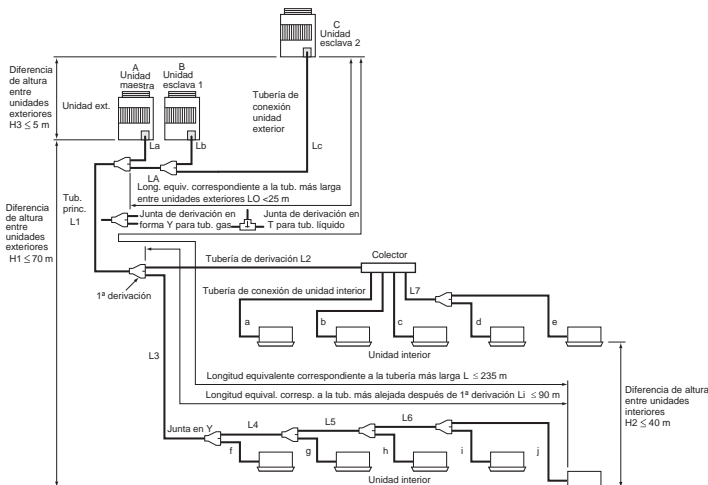 C
Unidad
esclava 2
Diferencia
de altura
entre
unidades
exteriores
H3 ≤ 5 m
Unidad ext.
A
Unidad
maestra
B
Unidad
esclava 1
Tubería de
conexión
unidad
exterior
La
Lb
Lc
LA
Long. equiv. correspondiente a la tub. más larga
entre unidades exteriores LO <25 m
Tub.
princ.
L1
Junta de derivación en
forma Y para tub. gas
Junta de derivación en
T para tub. líquido
Diferencia
de altura
entre
unidades
exteriores
H1 ≤ 70 m
Tubería de derivación L2
Colector
1ª derivación
Tubería de conexión de unidad interior
L7
a
b
c
d
e
Unidad interior
L3
Longitud equivalente correspondiente a la tubería más larga L ≤ 235 m
Longitud equival. corresp. a la tub. más alejada después de 1ª derivación Li ≤ 90 m
Diferencia de altura
entre unidades
interiores
H2 ≤ 40 m
Junta en Y
L4
L5
L6
f
g
h
i
j
Unidad interior